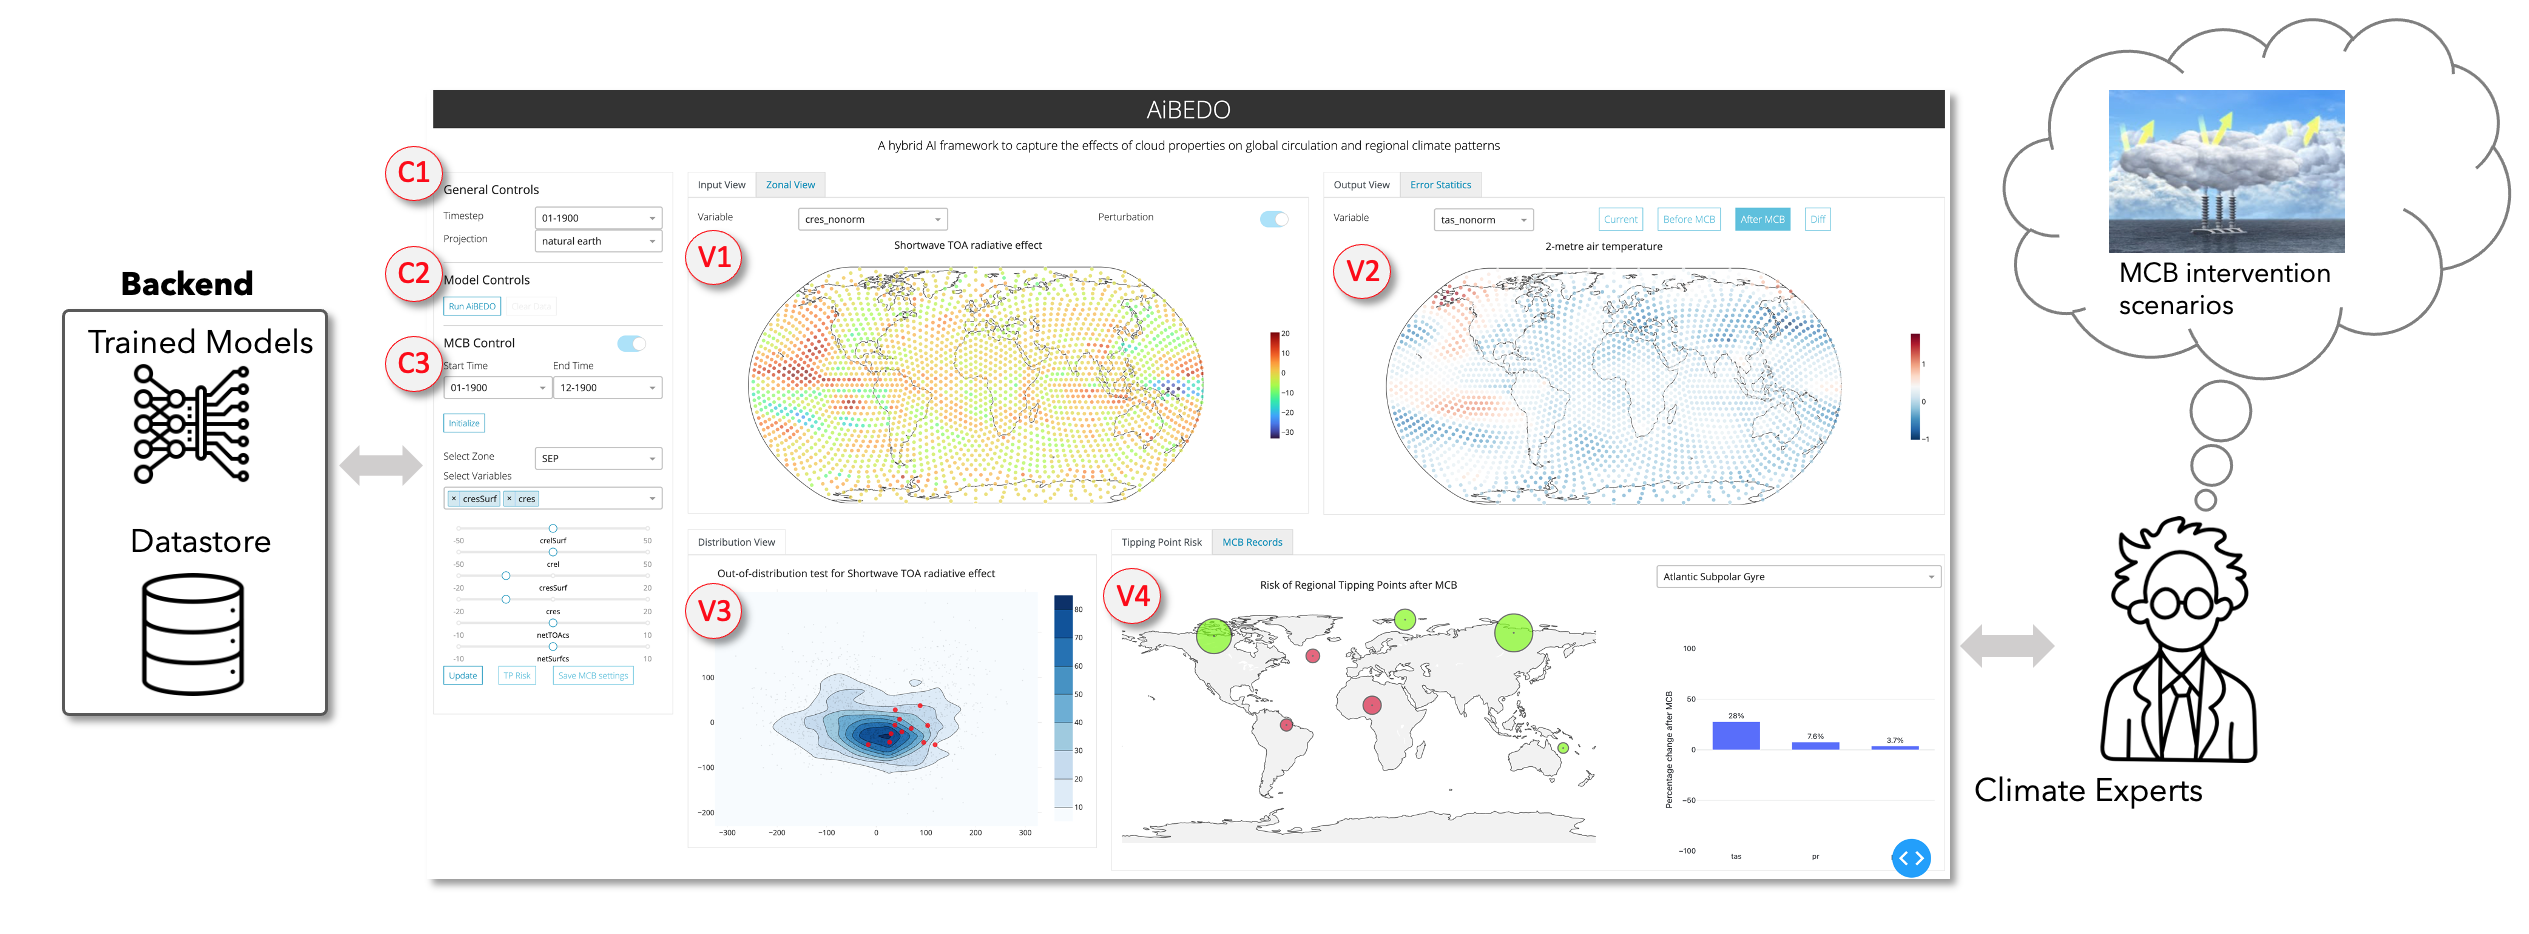 AiBEDO
A hybrid AI framework to capture the effects of cloud properties on global circulation and regional climate patterns
Backend
Trained Models
Datastore
C1
General Controls
Timestep 01-1900
Projection natural earth
C2
Model Controls
Run AiBEDO Clear Data
C3
MCB Control
Start Time End Time
01-1900 12-1900
Initialize
Select Zone SEP
Select Variables
× cresSurf × cres
-50 crelSurf 50
-50 crel 50
-20 cresSurf 20
-20 cres 20
-10 netTOAcs 10
-10 netSurfcs 10
Update TP Risk Save MCB settings
Input View Zonal View
Variable cres_nonorm Perturbation
V1
Shortwave TOA radiative effect
20
10
0
−10
−20
−30
Output View Error Statitics
Variable tas_nonorm Current Before MCB After MCB Diff
V2
2-metre air temperature
1
0
−1
Distribution View
V3
Out-of-distribution test for Shortwave TOA radiative effect
100
0
−100
−200
−300 −200 −100 0 100 200 300
80
70
60
50
40
30
20
10
Tipping Point Risk MCB Records
V4
Risk of Regional Tipping Points after MCB
Atlantic Subpolar Gyre
Percentage change after MCB
100
50
0
−50
−100
28% 7.6% 3.7%
tas pr
MCB intervention
scenarios
Climate Experts